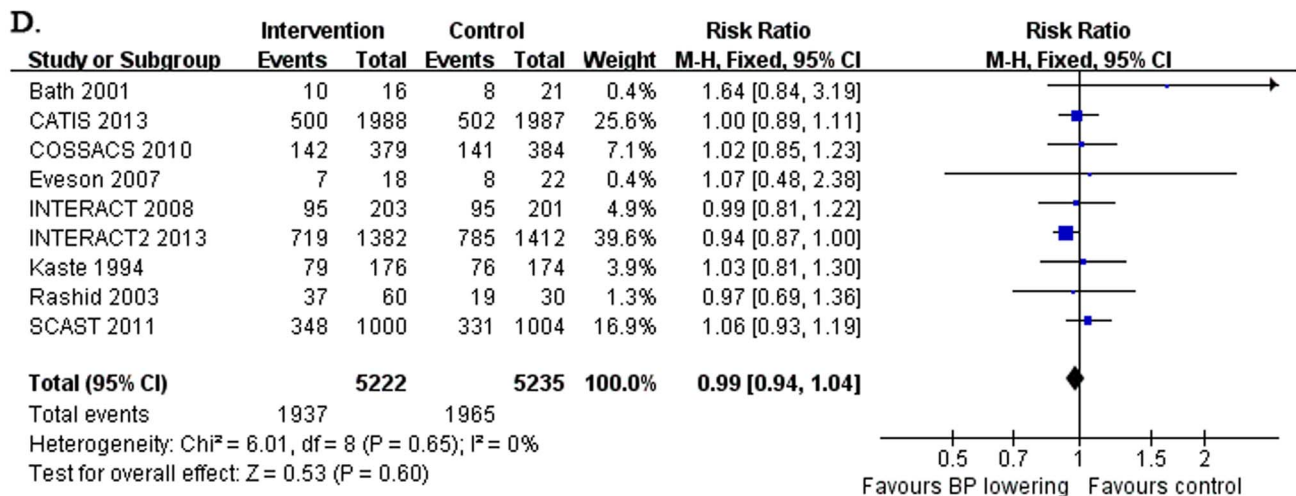 D.
Intervention Control Risk Ratio Risk Ratio
Study or Subgroup Events Total Events Total Weight M-H, Fixed, 95% CI M-H, Fixed, 95% CI
Bath 2001 10 16 8 21 0.4% 1.64 [0.84, 3.19]
CATIS 2013 500 1988 502 1987 25.6% 1.00 [0.89, 1.11]
COSSACS 2010 142 379 141 384 7.1% 1.02 [0.85, 1.23]
Eveson 2007 7 18 8 22 0.4% 1.07 [0.48, 2.38]
INTERACT 2008 95 203 95 201 4.9% 0.99 [0.81, 1.22]
INTERACT2 2013 719 1382 785 1412 39.6% 0.94 [0.87, 1.00]
Kaste 1994 79 176 76 174 3.9% 1.03 [0.81, 1.30]
Rashid 2003 37 60 19 30 1.3% 0.97 [0.69, 1.36]
SCAST 2011 348 1000 331 1004 16.9% 1.06 [0.93, 1.19]
Total (95% CI) 5222 5235 100.0% 0.99 [0.94, 1.04]
Total events 1937 1965
Heterogeneity: Chi² = 6.01, df = 8 (P = 0.65); I² = 0%
Test for overall effect: Z = 0.53 (P = 0.60)
0.5 0.7 1 1.5 2
Favours BP lowering Favours control